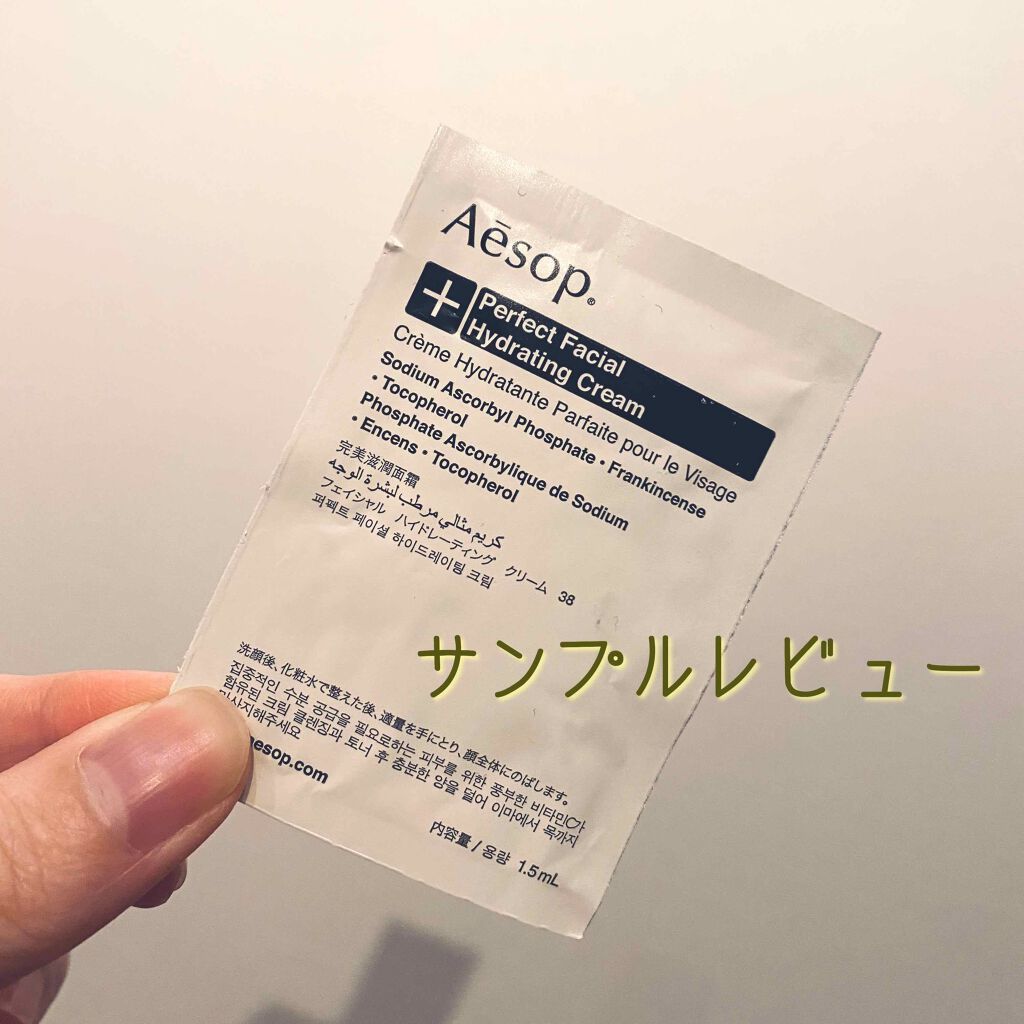 Aēsop®
+ Perfect Facial
Hydrating Cream
Crème Hydratante Parfaite pour le Visage
Sodium Ascorbyl Phosphate • Frankincense
• Tocopherol
Phosphate Ascorbylique de Sodium
• Encens • Tocopherol
完美滋潤面霜
كريم مثالي مرطب لبشرة الوجه
フェイシャル ハイドレーティング クリーム 38
퍼펙트 페이셜 하이드레이팅 크림
サンプルレビュー
洗顔後、化粧水で整えた後、適量を手にとり、顔全体にのばします。
집중적인 수분 공급을 필요로하는 피부를 위한 풍부한 비타민C가
함유된 크림 클렌징과 토너 후 충분한 양을 덜어 이마에서 목까지
마사지해주세요
aesop.com
内容量 / 용량 1.5mL